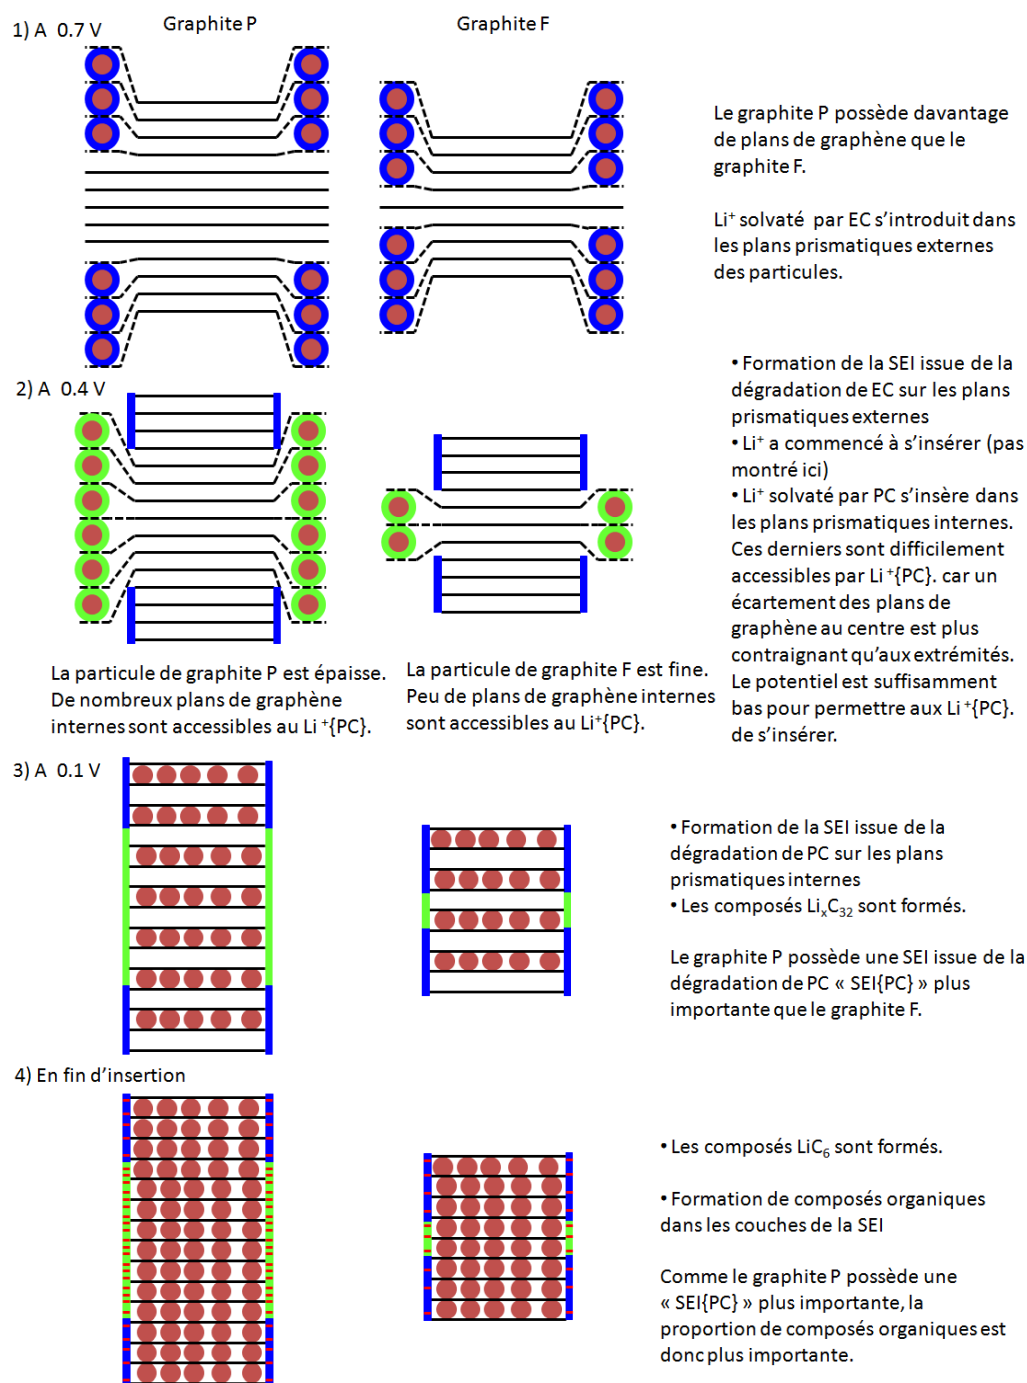 1) A 0.7 V
Graphite P
Graphite F
Le graphite P possède davantage
de plans de graphène que le
graphite F.
Li⁺ solvaté par EC s’introduit dans
les plans prismatiques externes
des particules.
2) A 0.4 V
• Formation de la SEI issue de la
dégradation de EC sur les plans
prismatiques externes
• Li⁺ a commencé à s’insérer (pas
montré ici)
• Li⁺ solvaté par PC s’insère dans
les plans prismatiques internes.
Ces derniers sont difficilement
accessibles par Li⁺{PC}. car un
écartement des plans de
graphène au centre est plus
contraignant qu’aux extrémités.
Le potentiel est suffisamment
bas pour permettre aux Li⁺{PC}.
de s’insérer.
La particule de graphite P est épaisse.
De nombreux plans de graphène
internes sont accessibles au Li⁺{PC}.
La particule de graphite F est fine.
Peu de plans de graphène internes
sont accessibles au Li⁺{PC}.
3) A 0.1 V
• Formation de la SEI issue de la
dégradation de PC sur les plans
prismatiques internes
• Les composés LiₓC₃₂ sont formés.
Le graphite P possède une SEI issue de la
dégradation de PC « SEI{PC} » plus
importante que le graphite F.
4) En fin d’insertion
• Les composés LiC₆ sont formés.
• Formation de composés organiques
dans les couches de la SEI
Comme le graphite P possède une
« SEI{PC} » plus importante, la
proportion de composés organiques est
donc plus importante.